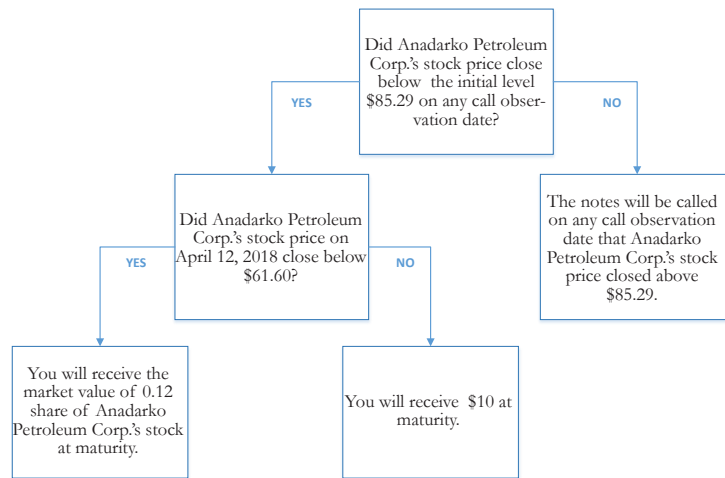 Did Anadarko Petroleum
Corp.'s stock price close
below the initial level
$85.29 on any call obser-
vation date?
YES
NO
Did Anadarko Petroleum
Corp.'s stock price on
April 12, 2018 close below
$61.60?
The notes will be called
on any call observation
date that Anadarko
Petroleum Corp.'s stock
price closed above
$85.29.
YES
NO
You will receive the
market value of 0.12
share of Anadarko
Petroleum Corp.'s stock
at maturity.
You will receive $10 at
maturity.